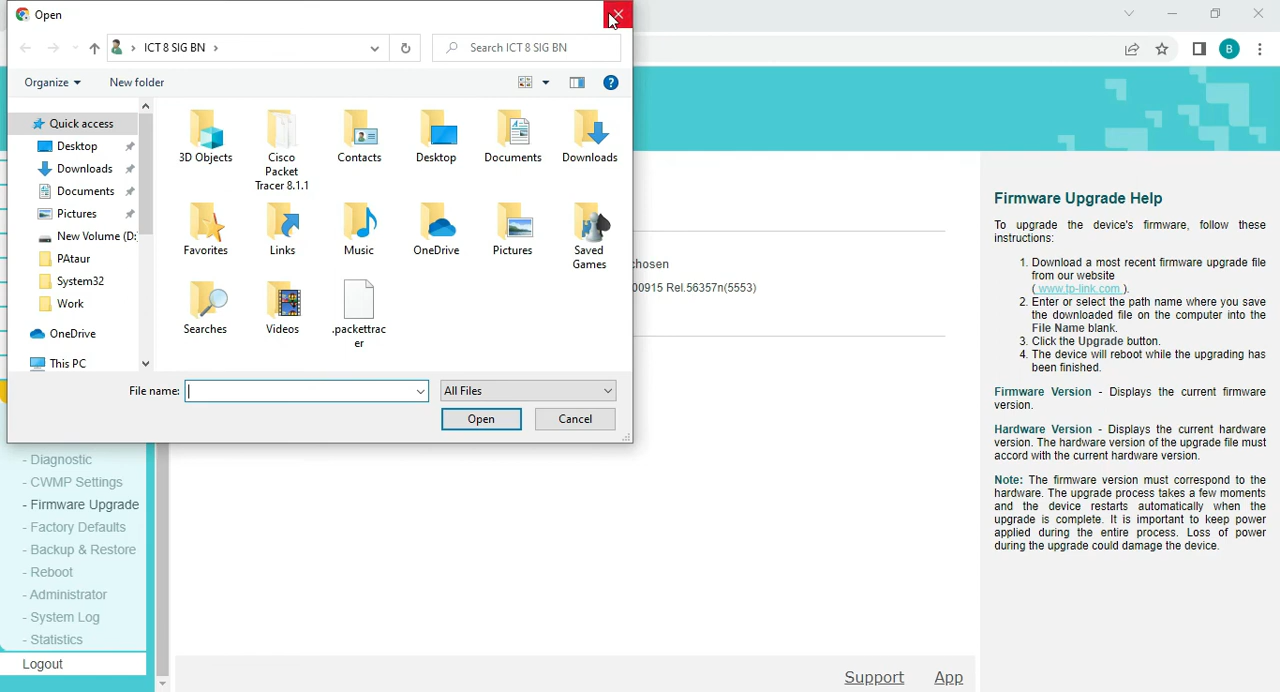 Open
ICT 8 SIG BN
Search ICT 8 SIG BN
B
Organize
New folder
?
Quick access
Desktop
Downloads
Documents
Pictures
New Volume (D:
PAtaur
System32
Work
OneDrive
This PC
3D Objects
Cisco
Packet
Tracer 8.1.1
Contacts
Desktop
Documents
Downloads
Favorites
Links
Music
OneDrive
Pictures
Saved
Games
Searches
Videos
.packettrac
er
File name:
All Files
Open
Cancel
chosen
00915 Rel.56357n(5553)
- Diagnostic
- CWMP Settings
- Firmware Upgrade
- Factory Defaults
- Backup & Restore
- Reboot
- Administrator
- System Log
- Statistics
Logout
Firmware Upgrade Help
To upgrade the device's firmware, follow these
instructions:
1. Download a most recent firmware upgrade file
from our website
( www.tp-link.com ).
2. Enter or select the path name where you save
the downloaded file on the computer into the
File Name blank.
3. Click the Upgrade button.
4. The device will reboot while the upgrading has
been finished.
Firmware Version - Displays the current firmware
version.
Hardware Version - Displays the current hardware
version. The hardware version of the upgrade file must
accord with the current hardware version.
Note: The firmware version must correspond to the
hardware. The upgrade process takes a few moments
and the device restarts automatically when the
upgrade is complete. It is important to keep power
applied during the entire process. Loss of power
during the upgrade could damage the device.
Support
App